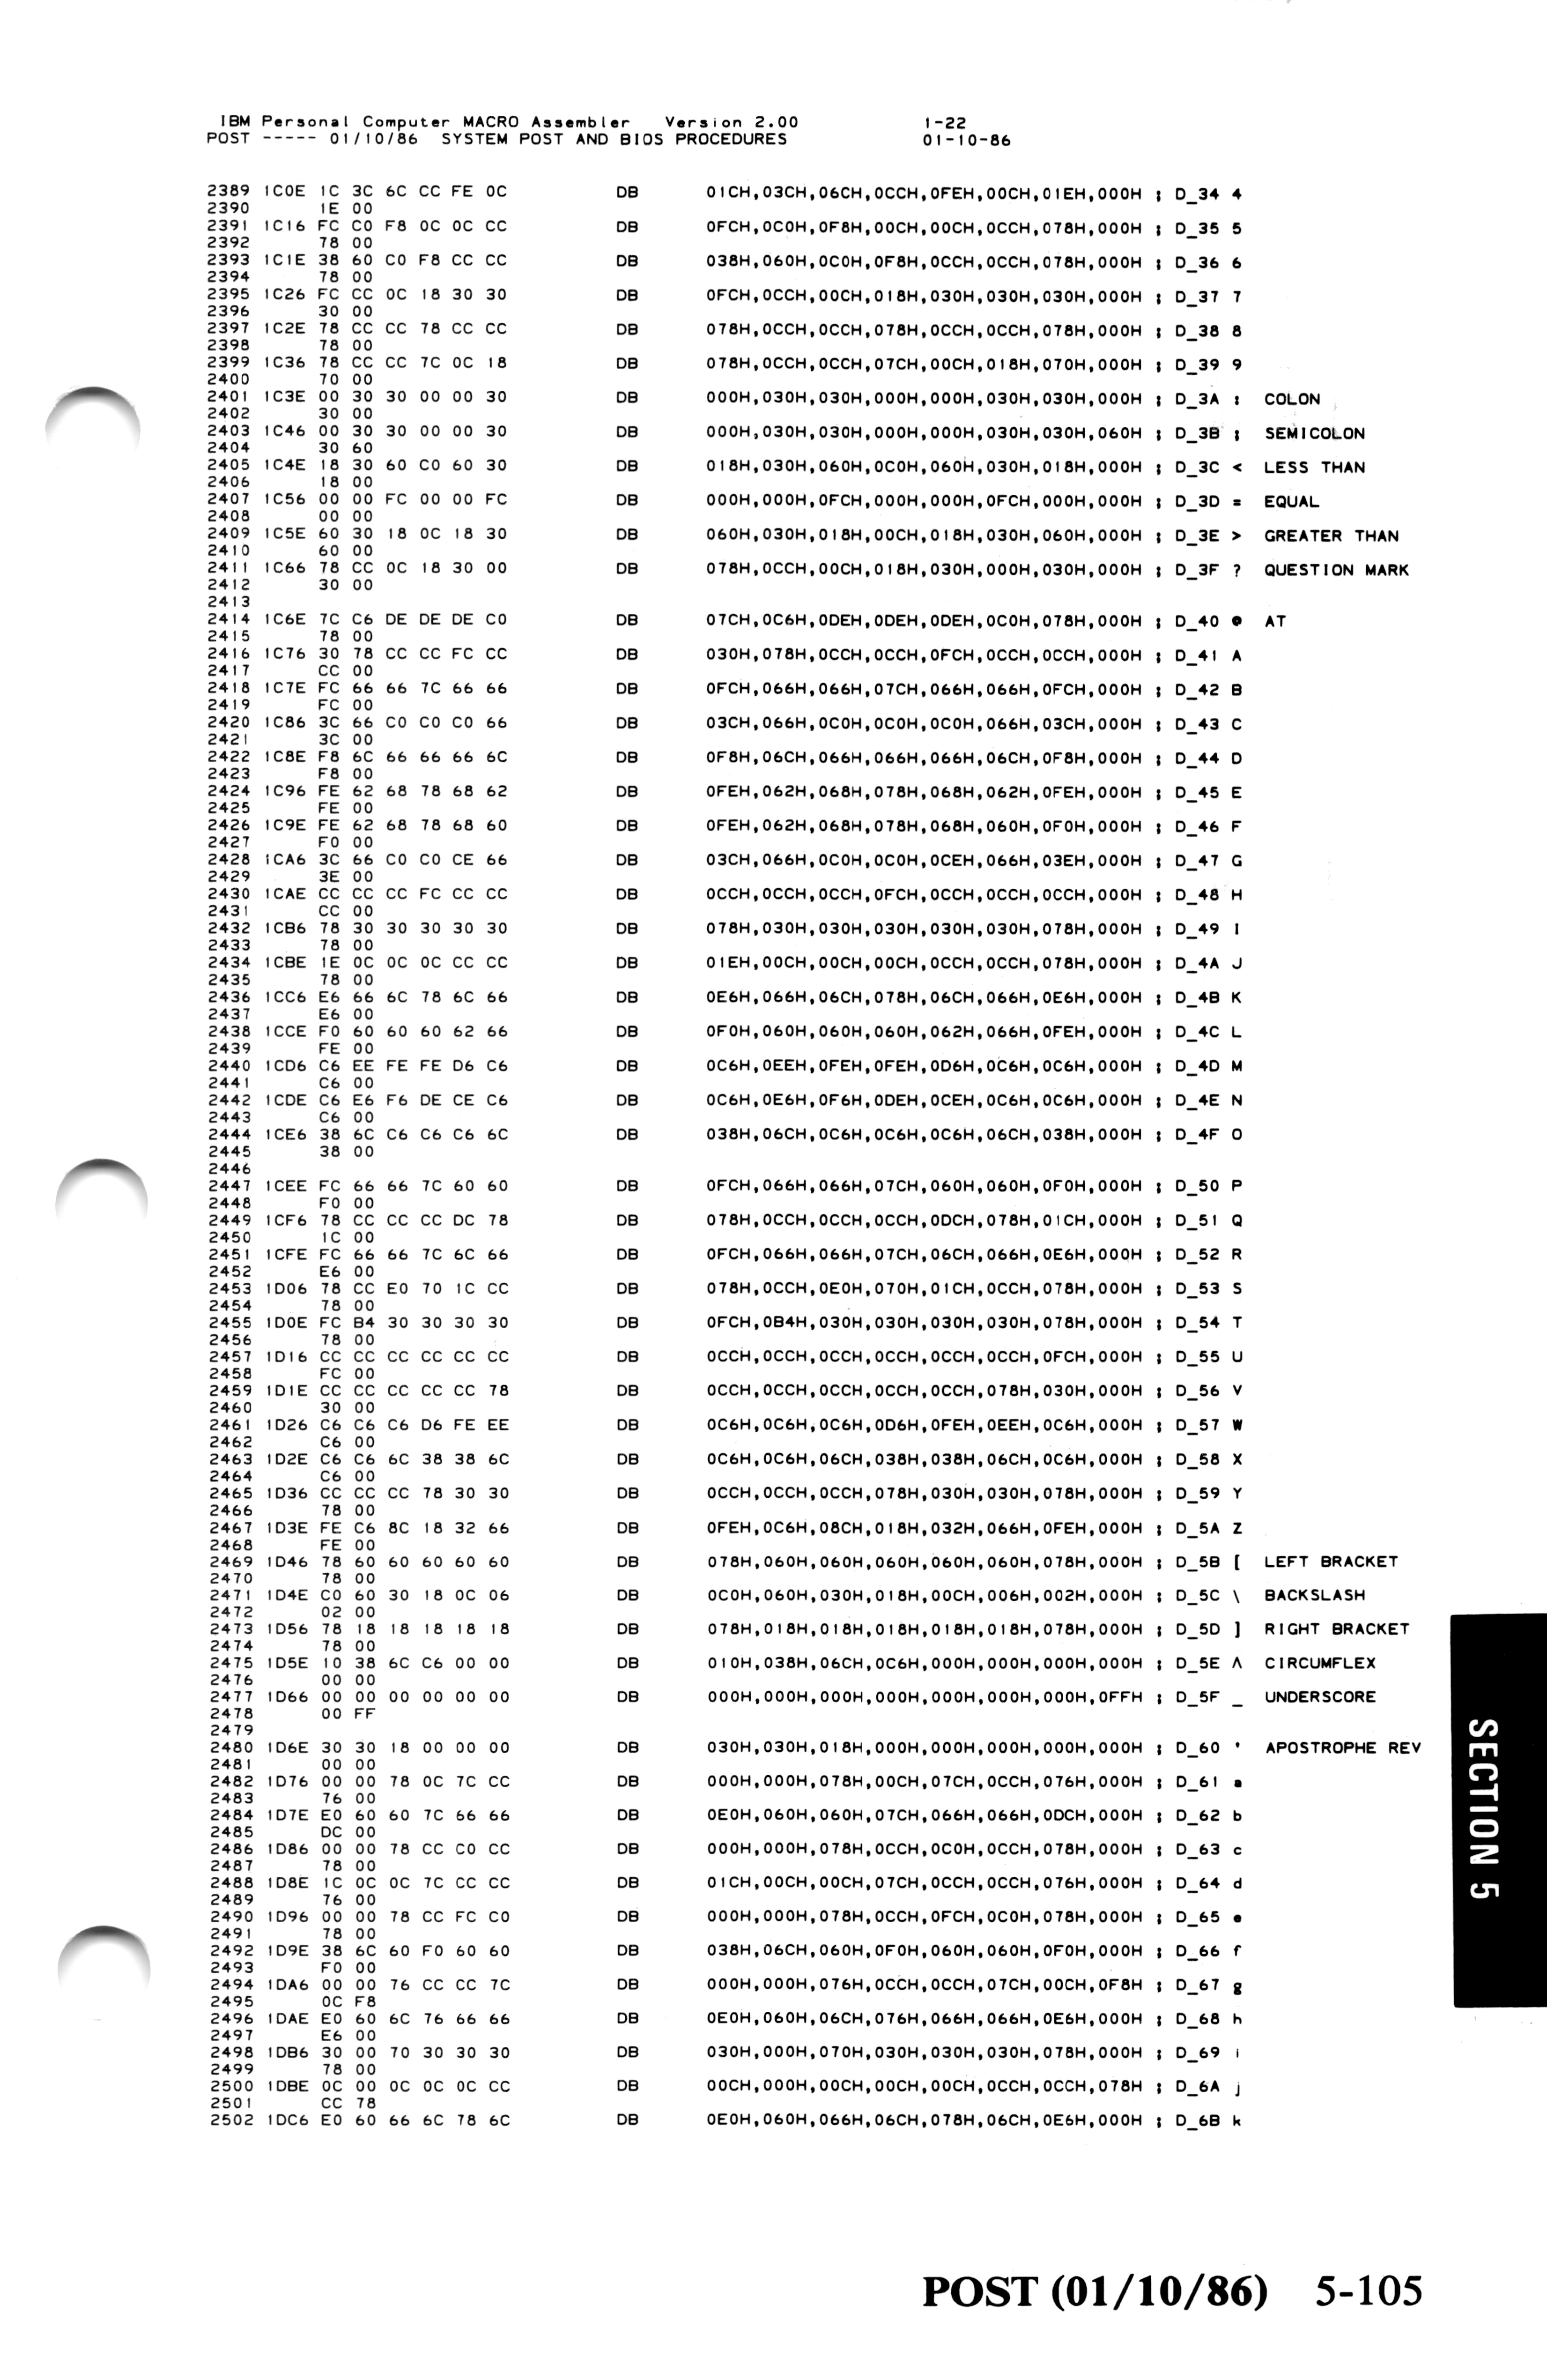 IBM Personal Computer MACRO Assembler   Version 2.00   1-22
POST ----- 01/10/86  SYSTEM POST AND BIOS PROCEDURES   01-10-86
2389 1C0E 1C 3C 6C CC FE 0C DB 01CH,03CH,06CH,0CCH,0FEH,00CH,01EH,000H ; D_34 4
2390 1E 00
2391 1C16 FC C0 F8 0C 0C CC DB 0FCH,0C0H,0F8H,00CH,00CH,0CCH,078H,000H ; D_35 5
2392 78 00
2393 1C1E 38 60 C0 F8 CC CC DB 038H,060H,0C0H,0F8H,0CCH,0CCH,078H,000H ; D_36 6
2394 78 00
2395 1C26 FC CC 0C 18 30 30 DB 0FCH,0CCH,00CH,018H,030H,030H,030H,000H ; D_37 7
2396 30 00
2397 1C2E 78 CC CC 78 CC CC DB 078H,0CCH,0CCH,078H,0CCH,0CCH,078H,000H ; D_38 8
2398 78 00
2399 1C36 78 CC CC 7C 0C 18 DB 078H,0CCH,0CCH,07CH,00CH,018H,070H,000H ; D_39 9
2400 70 00
2401 1C3E 00 30 30 00 00 30 DB 000H,030H,030H,000H,000H,030H,030H,000H ; D_3A : COLON
2402 30 00
2403 1C46 00 30 30 00 00 30 DB 000H,030H,030H,000H,000H,030H,030H,060H ; D_3B ; SEMICOLON
2404 30 60
2405 1C4E 18 30 60 C0 60 30 DB 018H,030H,060H,0C0H,060H,030H,018H,000H ; D_3C < LESS THAN
2406 18 00
2407 1C56 00 00 FC 00 00 FC DB 000H,000H,0FCH,000H,000H,0FCH,000H,000H ; D_3D = EQUAL
2408 00 00
2409 1C5E 60 30 18 0C 18 30 DB 060H,030H,018H,00CH,018H,030H,060H,000H ; D_3E > GREATER THAN
2410 60 00
2411 1C66 78 CC 0C 18 30 00 DB 078H,0CCH,00CH,018H,030H,000H,030H,000H ; D_3F ? QUESTION MARK
2412 30 00
2413
2414 1C6E 7C C6 DE DE DE C0 DB 07CH,0C6H,0DEH,0DEH,0DEH,0C0H,078H,000H ; D_40 @ AT
2415 78 00
2416 1C76 30 78 CC CC FC CC DB 030H,078H,0CCH,0CCH,0FCH,0CCH,0CCH,000H ; D_41 A
2417 CC 00
2418 1C7E FC 66 66 7C 66 66 DB 0FCH,066H,066H,07CH,066H,066H,0FCH,000H ; D_42 B
2419 FC 00
2420 1C86 3C 66 C0 C0 C0 66 DB 03CH,066H,0C0H,0C0H,0C0H,066H,03CH,000H ; D_43 C
2421 3C 00
2422 1C8E F8 6C 66 66 66 6C DB 0F8H,06CH,066H,066H,066H,06CH,0F8H,000H ; D_44 D
2423 F8 00
2424 1C96 FE 62 68 78 68 62 DB 0FEH,062H,068H,078H,068H,062H,0FEH,000H ; D_45 E
2425 FE 00
2426 1C9E FE 62 68 78 68 60 DB 0FEH,062H,068H,078H,068H,060H,0F0H,000H ; D_46 F
2427 F0 00
2428 1CA6 3C 66 C0 C0 CE 66 DB 03CH,066H,0C0H,0C0H,0CEH,066H,03EH,000H ; D_47 G
2429 3E 00
2430 1CAE CC CC CC FC CC CC DB 0CCH,0CCH,0CCH,0FCH,0CCH,0CCH,0CCH,000H ; D_48 H
2431 CC 00
2432 1CB6 78 30 30 30 30 30 DB 078H,030H,030H,030H,030H,030H,078H,000H ; D_49 I
2433 78 00
2434 1CBE 1E 0C 0C 0C CC CC DB 01EH,00CH,00CH,00CH,0CCH,0CCH,078H,000H ; D_4A J
2435 78 00
2436 1CC6 E6 66 6C 78 6C 66 DB 0E6H,066H,06CH,078H,06CH,066H,0E6H,000H ; D_4B K
2437 E6 00
2438 1CCE F0 60 60 60 62 66 DB 0F0H,060H,060H,060H,062H,066H,0FEH,000H ; D_4C L
2439 FE 00
2440 1CD6 C6 EE FE FE D6 C6 DB 0C6H,0EEH,0FEH,0FEH,0D6H,0C6H,0C6H,000H ; D_4D M
2441 C6 00
2442 1CDE C6 E6 F6 DE CE C6 DB 0C6H,0E6H,0F6H,0DEH,0CEH,0C6H,0C6H,000H ; D_4E N
2443 C6 00
2444 1CE6 38 6C C6 C6 C6 6C DB 038H,06CH,0C6H,0C6H,0C6H,06CH,038H,000H ; D_4F O
2445 38 00
2446
2447 1CEE FC 66 66 7C 60 60 DB 0FCH,066H,066H,07CH,060H,060H,0F0H,000H ; D_50 P
2448 F0 00
2449 1CF6 78 CC CC CC DC 78 DB 078H,0CCH,0CCH,0CCH,0DCH,078H,01CH,000H ; D_51 Q
2450 1C 00
2451 1CFE FC 66 66 7C 6C 66 DB 0FCH,066H,066H,07CH,06CH,066H,0E6H,000H ; D_52 R
2452 E6 00
2453 1D06 78 CC E0 70 1C CC DB 078H,0CCH,0E0H,070H,01CH,0CCH,078H,000H ; D_53 S
2454 78 00
2455 1D0E FC B4 30 30 30 30 DB 0FCH,0B4H,030H,030H,030H,030H,078H,000H ; D_54 T
2456 78 00
2457 1D16 CC CC CC CC CC CC DB 0CCH,0CCH,0CCH,0CCH,0CCH,0CCH,0FCH,000H ; D_55 U
2458 FC 00
2459 1D1E CC CC CC CC CC 78 DB 0CCH,0CCH,0CCH,0CCH,0CCH,078H,030H,000H ; D_56 V
2460 30 00
2461 1D26 C6 C6 C6 D6 FE EE DB 0C6H,0C6H,0C6H,0D6H,0FEH,0EEH,0C6H,000H ; D_57 W
2462 C6 00
2463 1D2E C6 C6 6C 38 38 6C DB 0C6H,0C6H,06CH,038H,038H,06CH,0C6H,000H ; D_58 X
2464 C6 00
2465 1D36 CC CC CC 78 30 30 DB 0CCH,0CCH,0CCH,078H,030H,030H,078H,000H ; D_59 Y
2466 78 00
2467 1D3E FE C6 8C 18 32 66 DB 0FEH,0C6H,08CH,018H,032H,066H,0FEH,000H ; D_5A Z
2468 FE 00
2469 1D46 78 60 60 60 60 60 DB 078H,060H,060H,060H,060H,060H,078H,000H ; D_5B [ LEFT BRACKET
2470 78 00
2471 1D4E C0 60 30 18 0C 06 DB 0C0H,060H,030H,018H,00CH,006H,002H,000H ; D_5C \ BACKSLASH
2472 02 00
2473 1D56 78 18 18 18 18 18 DB 078H,018H,018H,018H,018H,018H,078H,000H ; D_5D ] RIGHT BRACKET
2474 78 00
2475 1D5E 10 38 6C C6 00 00 DB 010H,038H,06CH,0C6H,000H,000H,000H,000H ; D_5E ^ CIRCUMFLEX
2476 00 00
2477 1D66 00 00 00 00 00 00 DB 000H,000H,000H,000H,000H,000H,000H,0FFH ; D_5F _ UNDERSCORE
2478 00 FF
2479
2480 1D6E 30 30 18 00 00 00 DB 030H,030H,018H,000H,000H,000H,000H,000H ; D_60 ' APOSTROPHE REV
2481 00 00
2482 1D76 00 00 78 0C 7C CC DB 000H,000H,078H,00CH,07CH,0CCH,076H,000H ; D_61 a
2483 76 00
2484 1D7E E0 60 60 7C 66 66 DB 0E0H,060H,060H,07CH,066H,066H,0DCH,000H ; D_62 b
2485 DC 00
2486 1D86 00 00 78 CC C0 CC DB 000H,000H,078H,0CCH,0C0H,0CCH,078H,000H ; D_63 c
2487 78 00
2488 1D8E 1C 0C 0C 7C CC CC DB 01CH,00CH,00CH,07CH,0CCH,0CCH,076H,000H ; D_64 d
2489 76 00
2490 1D96 00 00 78 CC FC C0 DB 000H,000H,078H,0CCH,0FCH,0C0H,078H,000H ; D_65 e
2491 78 00
2492 1D9E 38 6C 60 F0 60 60 DB 038H,06CH,060H,0F0H,060H,060H,0F0H,000H ; D_66 f
2493 F0 00
2494 1DA6 00 00 76 CC CC 7C DB 000H,000H,076H,0CCH,0CCH,07CH,00CH,0F8H ; D_67 g
2495 0C F8
2496 1DAE E0 60 6C 76 66 66 DB 0E0H,060H,06CH,076H,066H,066H,0E6H,000H ; D_68 h
2497 E6 00
2498 1DB6 30 00 70 30 30 30 DB 030H,000H,070H,030H,030H,030H,078H,000H ; D_69 i
2499 78 00
2500 1DBE 0C 00 0C 0C 0C CC DB 00CH,000H,00CH,00CH,00CH,0CCH,0CCH,078H ; D_6A j
2501 CC 78
2502 1DC6 E0 60 66 6C 78 6C DB 0E0H,060H,066H,06CH,078H,06CH,0E6H,000H ; D_6B k
SECTION 5
POST (01/10/86)   5-105